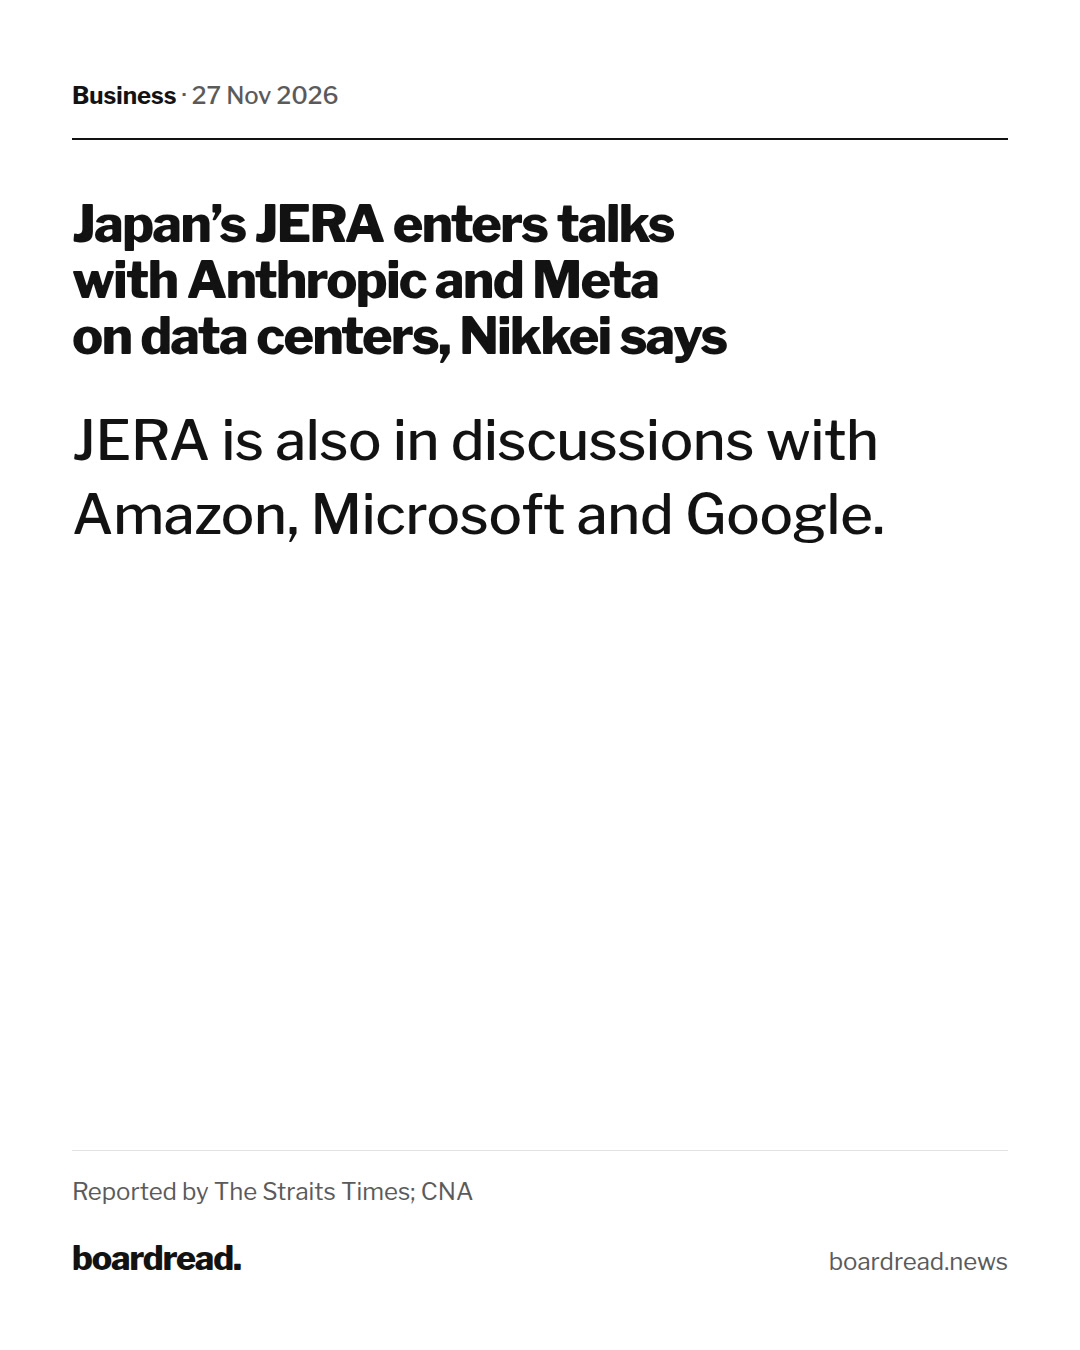 Business · 27 Nov 2026
Japan’s JERA enters talks
with Anthropic and Meta
on data centers, Nikkei says
JERA is also in discussions with
Amazon, Microsoft and Google.
Reported by The Straits Times; CNA
boardread.
boardread.news